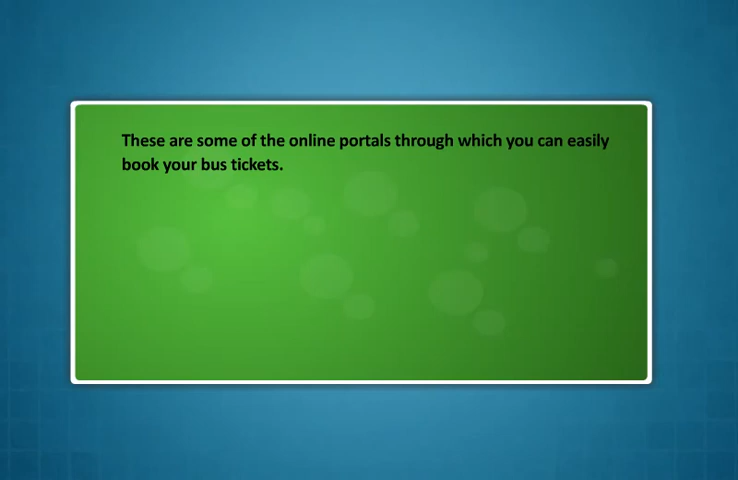 These are some of the online portals through which you can easily
book your bus tickets.